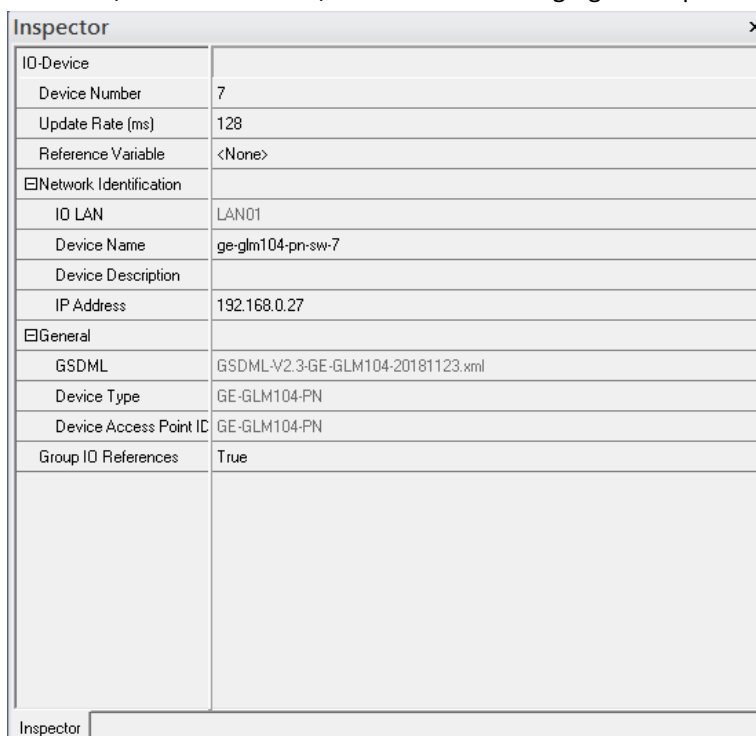 Inspector
IO-Device
Device Number 7
Update Rate (ms) 128
Reference Variable <None>
Network Identification
IO LAN LAN01
Device Name ge-glm104-pn-sw-7
Device Description
IP Address 192.168.0.27
General
GSDML GSDML-V2.3-GE-GLM104-20181123.xml
Device Type GE-GLM104-PN
Device Access Point ID GE-GLM104-PN
Group IO References True
Inspector